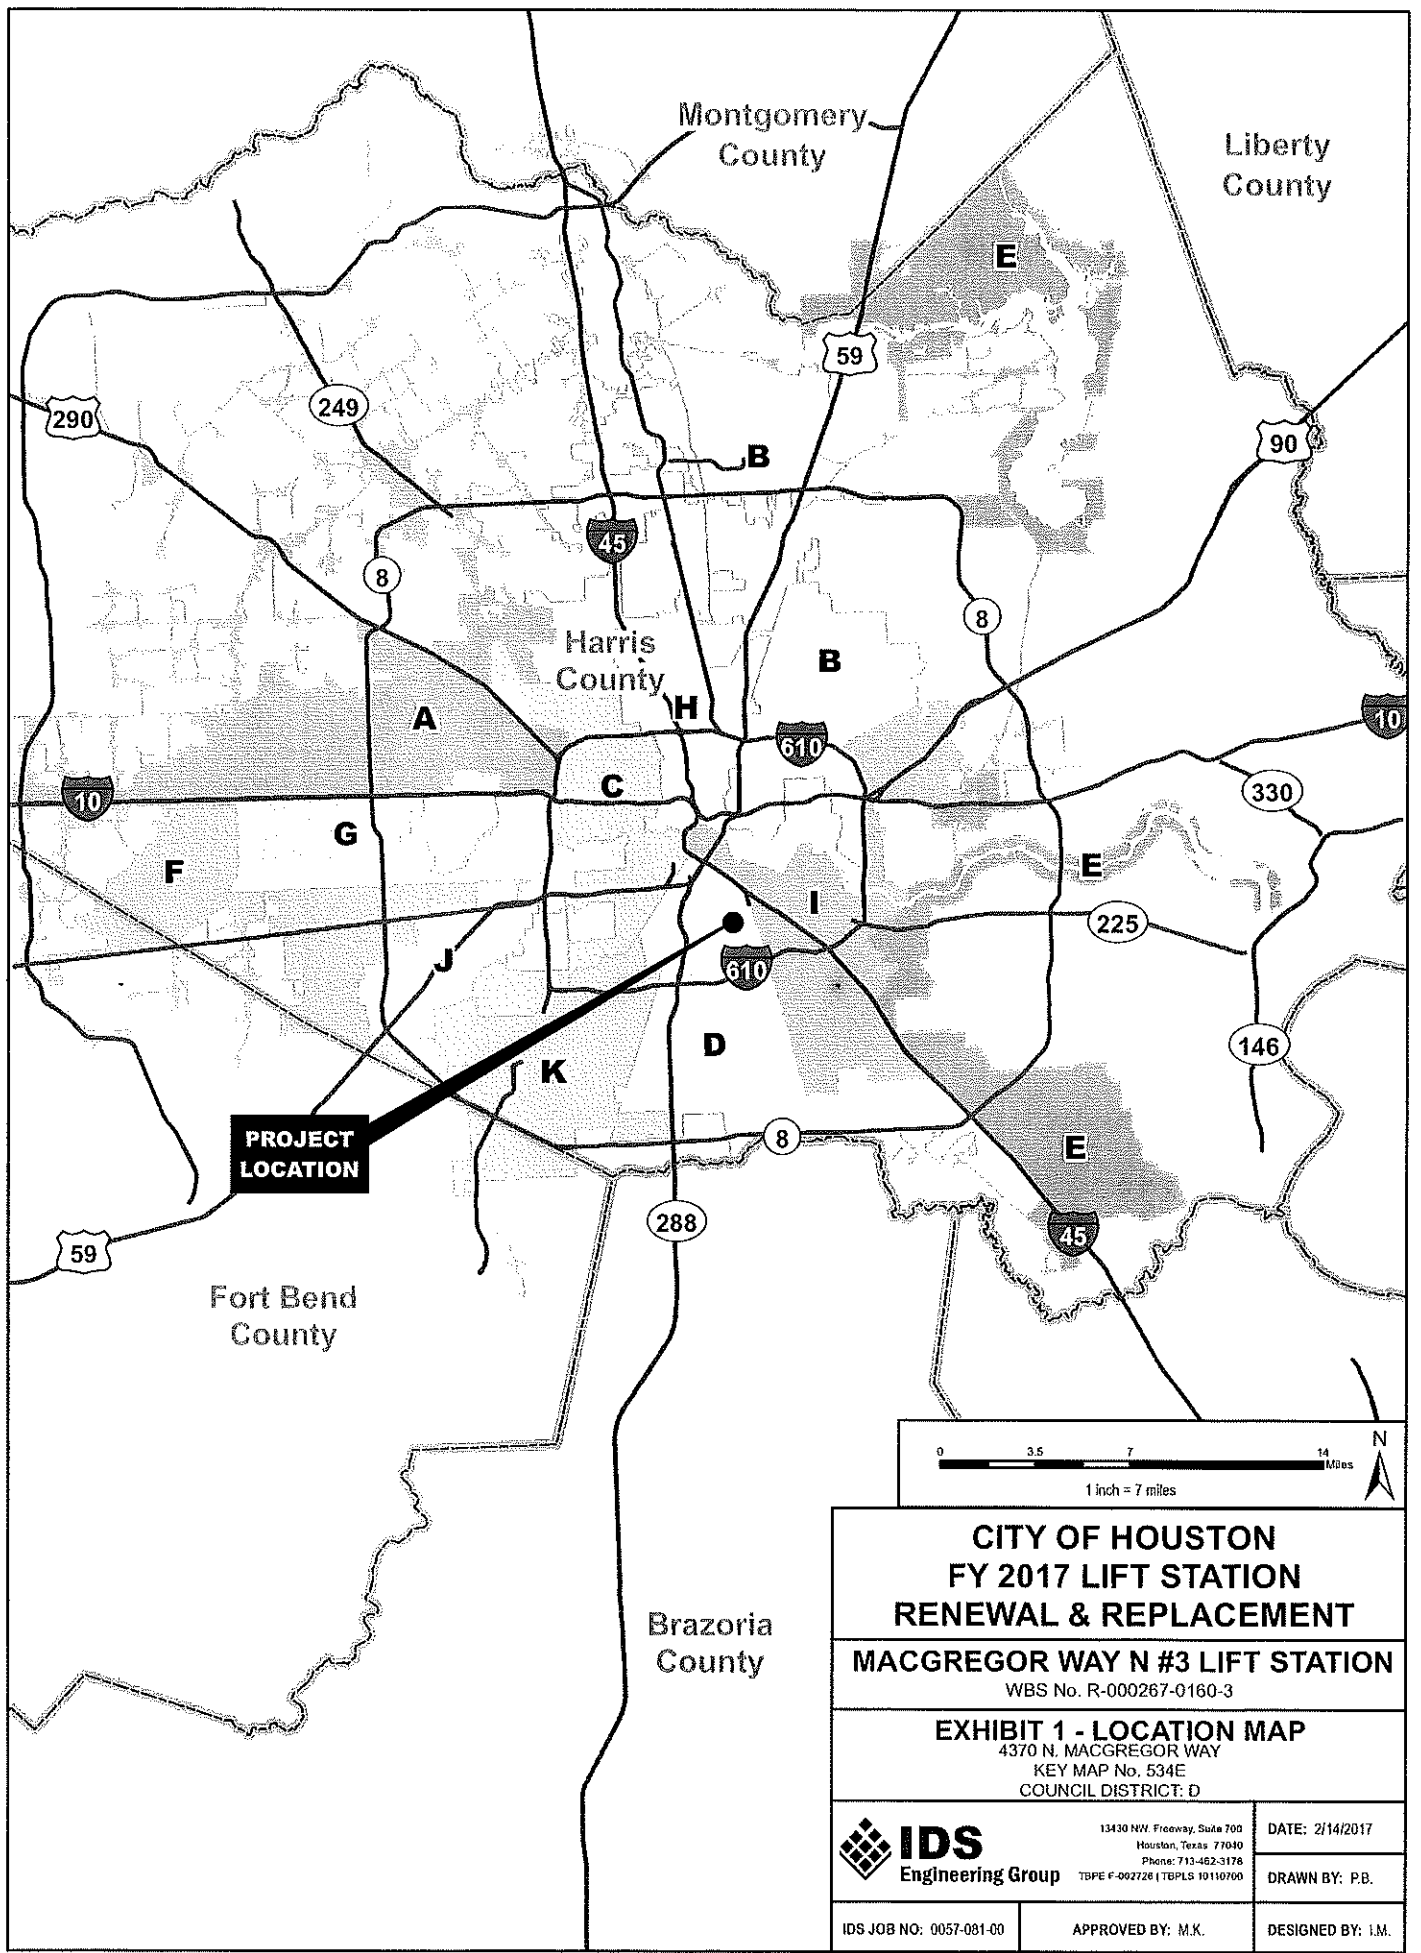 Montgomery
County
Liberty
County
E
59
290
249
90
B
45
8
8
Harris
County
B
H
A
10
610
C
10
330
G
F
E
I
225
J
610
D
146
K
PROJECT
LOCATION
8
E
288
45
59
Fort Bend
County
Brazoria
County
N
0 3.5 7 14
Miles
1 inch = 7 miles
CITY OF HOUSTON
FY 2017 LIFT STATION
RENEWAL & REPLACEMENT
MACGREGOR WAY N #3 LIFT STATION
WBS No. R-000267-0160-3
EXHIBIT 1 - LOCATION MAP
4370 N. MACGREGOR WAY
KEY MAP No. 534E
COUNCIL DISTRICT: D
IDS
Engineering Group
13430 NW. Freeway, Suite 700
Houston, Texas 77040
Phone: 713-462-3178
TBPE F-002726 | TBPLS 10110700
DATE: 2/14/2017
DRAWN BY: P.B.
IDS JOB NO: 0057-081-00
APPROVED BY: M.K.
DESIGNED BY: I.M.